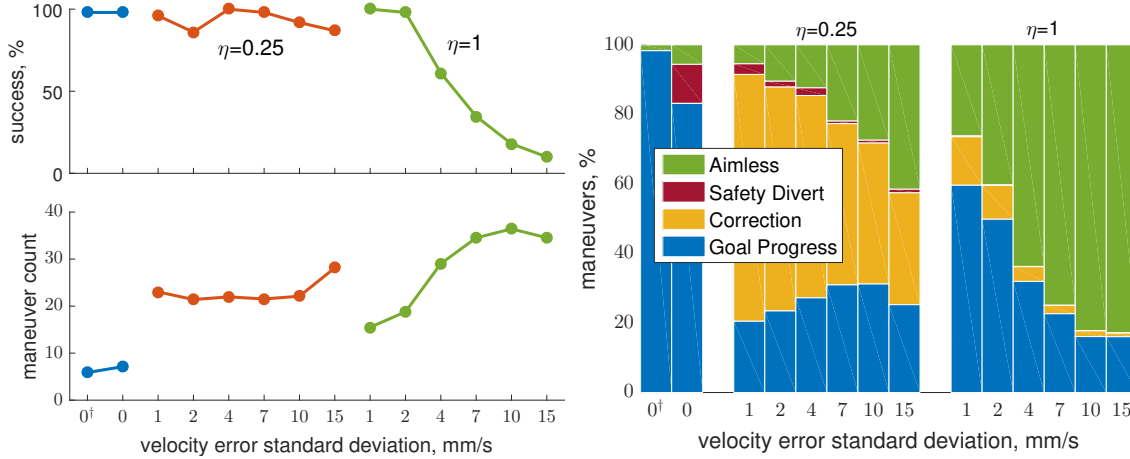 100
50
0
success, %
η=0.25
η=1
40
30
20
10
0
maneuver count
0† 0 1 2 4 7 10 15 1 2 4 7 10 15
velocity error standard deviation, mm/s
η=0.25 η=1
100
80
60
40
20
0
maneuvers, %
Aimless
Safety Divert
Correction
Goal Progress
0† 0 1 2 4 7 10 15 1 2 4 7 10 15
velocity error standard deviation, mm/s